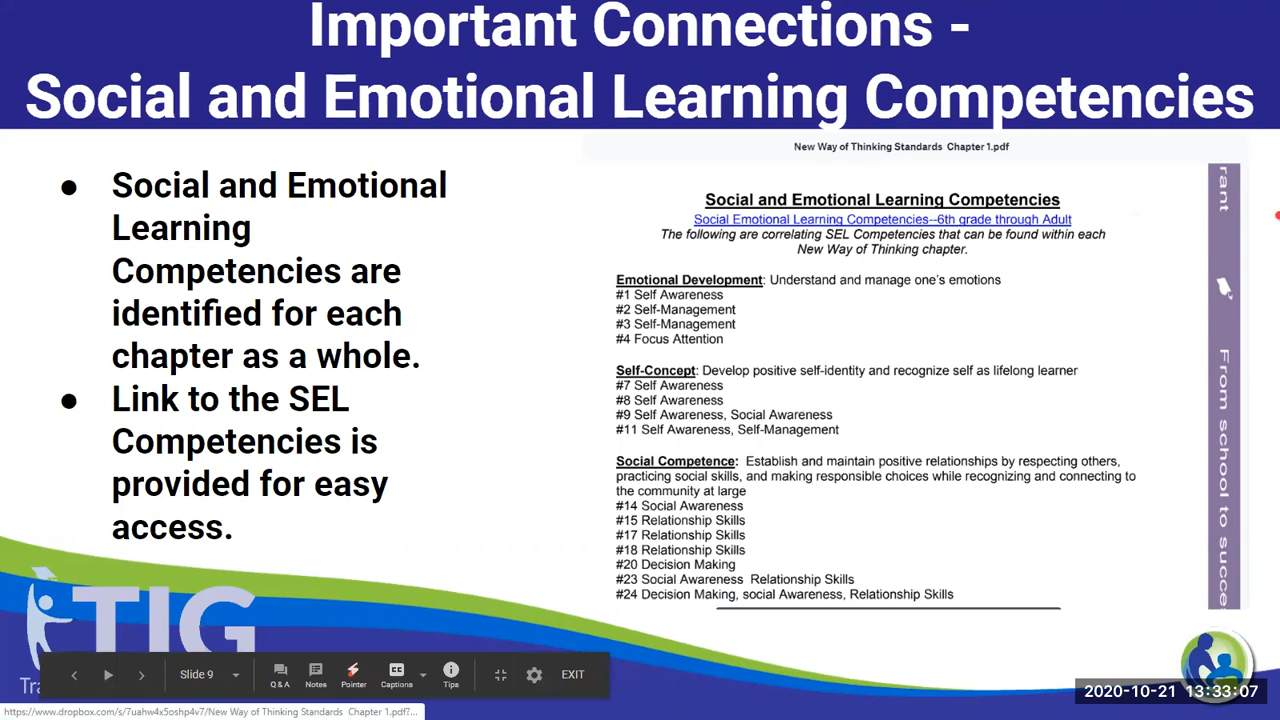 Important Connections -
Social and Emotional Learning Competencies
● Social and Emotional
Learning
Competencies are
identified for each
chapter as a whole.
● Link to the SEL
Competencies is
provided for easy
access.
New Way of Thinking Standards Chapter 1.pdf
Social and Emotional Learning Competencies
Social Emotional Learning Competencies--6th grade through Adult
The following are correlating SEL Competencies that can be found within each
New Way of Thinking chapter.
Emotional Development: Understand and manage one's emotions
#1 Self Awareness
#2 Self-Management
#3 Self-Management
#4 Focus Attention
Self-Concept: Develop positive self-identity and recognize self as lifelong learner
#7 Self Awareness
#8 Self Awareness
#9 Self Awareness, Social Awareness
#11 Self Awareness, Self-Management
Social Competence: Establish and maintain positive relationships by respecting others,
practicing social skills, and making responsible choices while recognizing and connecting to
the community at large
#14 Social Awareness
#15 Relationship Skills
#17 Relationship Skills
#18 Relationship Skills
#20 Decision Making
#23 Social Awareness Relationship Skills
#24 Decision Making, social Awareness, Relationship Skills
rant
From school to succe
TIG
Slide 9
Q & A
Notes
Pointer
Captions
Tips
EXIT
2020-10-21 13:33:07
https://www.dropbox.com/s/7uahw4x5oshp4v7/New Way of Thinking Standards Chapter 1.pdf?...